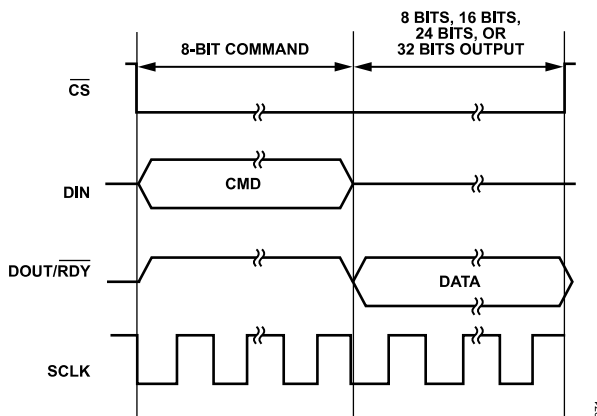 8 BITS, 16 BITS,
24 BITS, OR
32 BITS OUTPUT
8-BIT COMMAND
CS
DIN
CMD
DOUT/RDY
DATA
SCLK